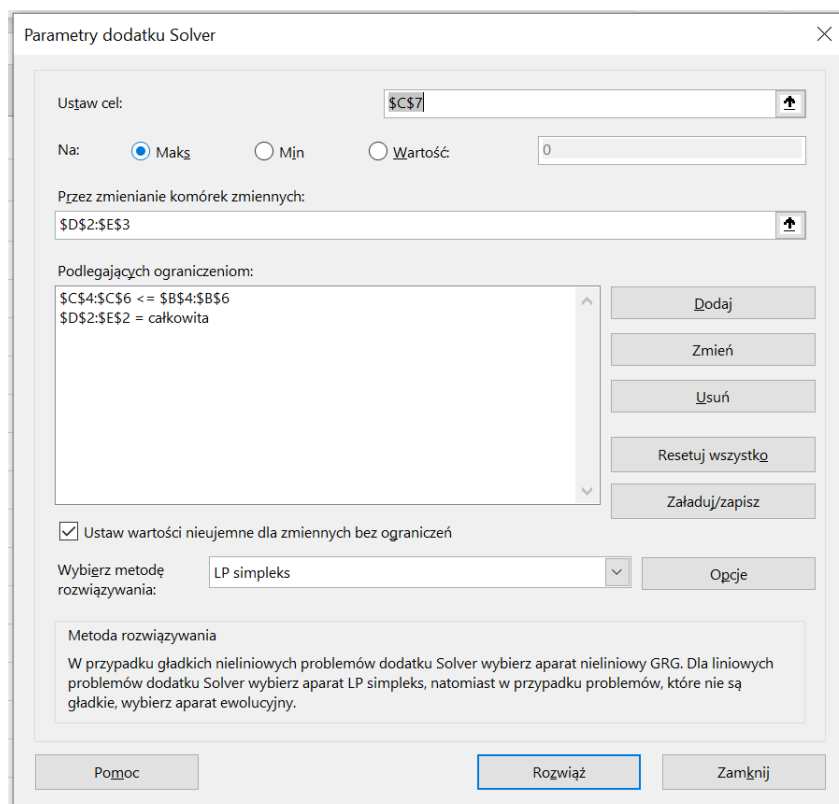 Parametry dodatku Solver
Ustaw cel:
$C$7
Na:
Maks
Min
Wartość:
0
Przez zmienianie komórek zmiennych:
$D$2:$E$3
Podlegających ograniczeniom:
$C$4:$C$6 <= $B$4:$B$6
$D$2:$E$2 = całkowita
Dodaj
Zmień
Usuń
Resetuj wszystko
Załaduj/zapisz
Ustaw wartości nieujemne dla zmiennych bez ograniczeń
Wybierz metodę
rozwiązywania:
LP simpleks
Opcje
Metoda rozwiązywania
W przypadku gładkich nieliniowych problemów dodatku Solver wybierz aparat nieliniowy GRG. Dla liniowych
problemów dodatku Solver wybierz aparat LP simpleks, natomiast w przypadku problemów, które nie są
gładkie, wybierz aparat ewolucyjny.
Pomoc
Rozwiąż
Zamknij